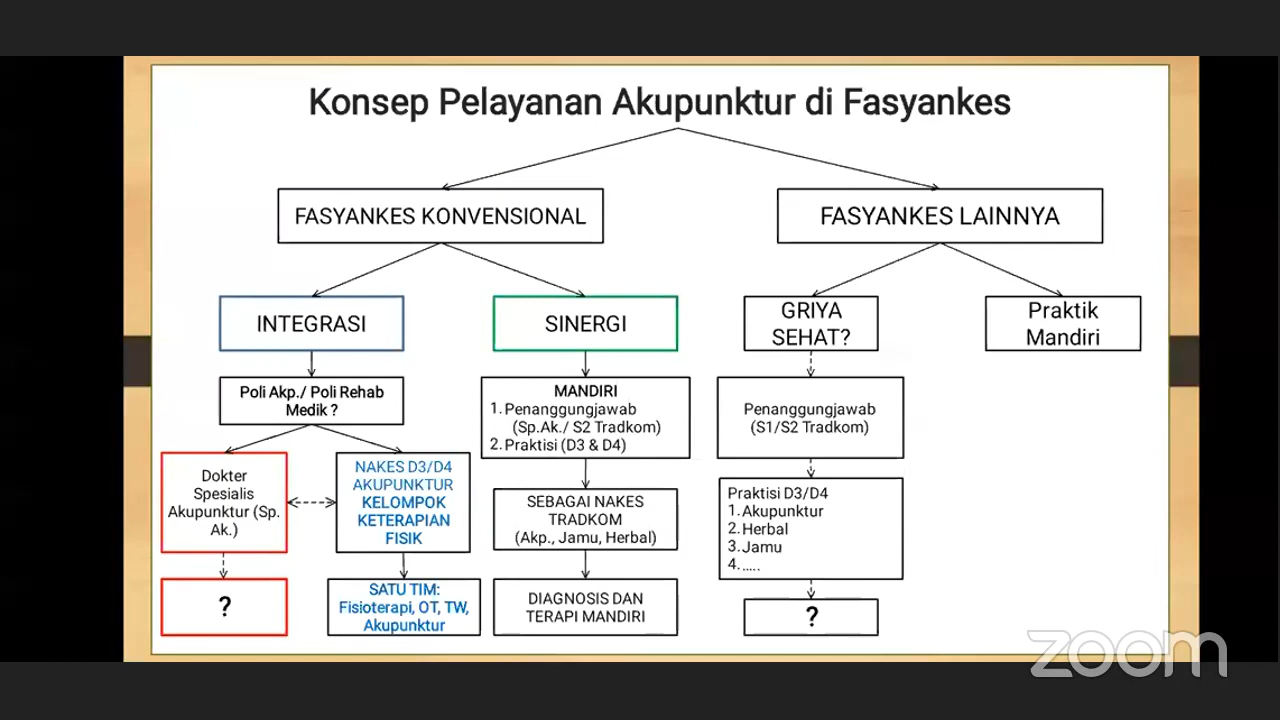 Konsep Pelayanan Akupunktur di Fasyankes
FASYANKES KONVENSIONAL
FASYANKES LAINNYA
INTEGRASI
SINERGI
GRIYA
SEHAT?
Praktik
Mandiri
Poli Akp./ Poli Rehab
Medik ?
MANDIRI
1. Penanggungjawab
(Sp.Ak./ S2 Tradkom)
2. Praktisi (D3 & D4)
Penanggungjawab
(S1/S2 Tradkom)
Dokter
Spesialis
Akupunktur (Sp.
Ak.)
NAKES D3/D4
AKUPUNKTUR
KELOMPOK
KETERAPIAN
FISIK
SEBAGAI NAKES
TRADKOM
(Akp., Jamu, Herbal)
Praktisi D3/D4
1. Akupunktur
2. Herbal
3. Jamu
4. .....
?
SATU TIM:
Fisioterapi, OT, TW,
Akupunktur
DIAGNOSIS DAN
TERAPI MANDIRI
?
zoom